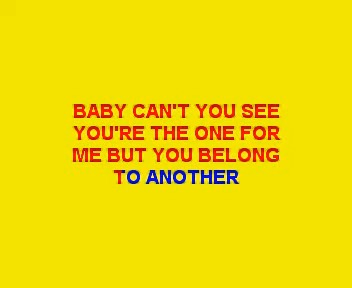 BABY CAN'T YOU SEE
YOU'RE THE ONE FOR
ME BUT YOU BELONG
TO ANOTHER